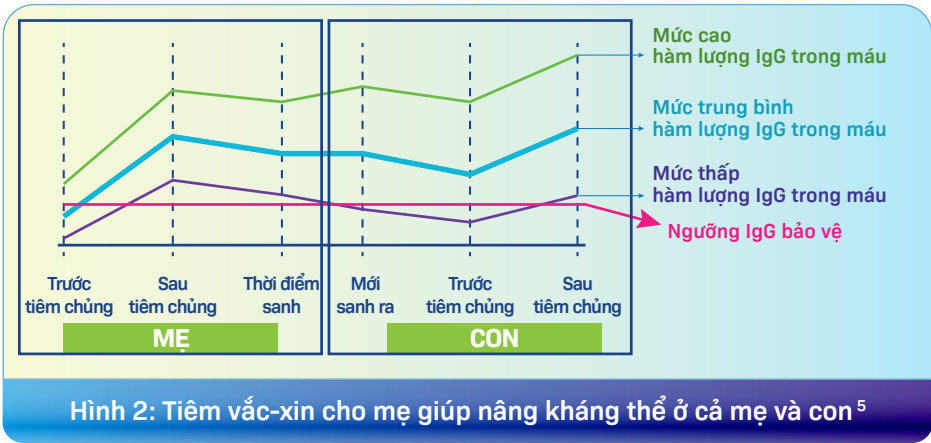 Mức cao
hàm lượng IgG trong máu
Mức trung bình
hàm lượng IgG trong máu
Mức thấp
hàm lượng IgG trong máu
Ngưỡng IgG bảo vệ
Trước
tiêm chủng
Sau
tiêm chủng
Thời điểm
sanh
Mới
sanh ra
Trước
tiêm chủng
Sau
tiêm chủng
MẸ
CON
Hình 2: Tiêm vắc-xin cho mẹ giúp nâng kháng thể ở cả mẹ và con 5